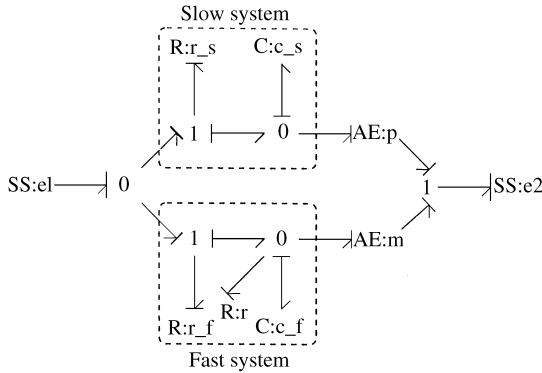 Slow system
R:r_s C:c_s
1 0 AE:p
SS:e1 0 1 SS:e2
1 0 AE:m
R:r
R:r_f C:c_f
Fast system